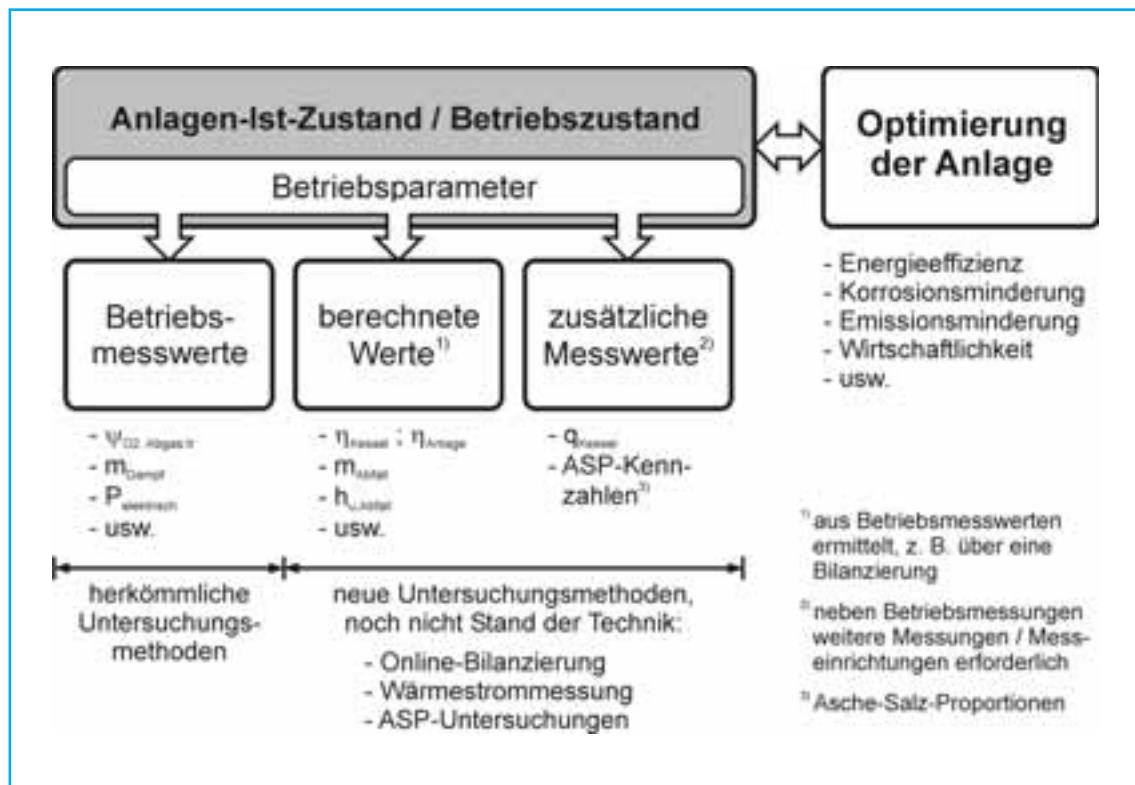 Anlagen-Ist-Zustand / Betriebszustand
Betriebsparameter
Optimierung
der Anlage
- Energieeffizienz
- Korrosionsminderung
- Emissionsminderung
- Wirtschaftlichkeit
- usw.
Betriebs-
messwerte
- ψO2, Abgas tr
- mDampf
- Pelektrisch
- usw.
berechnete
Werte1)
- ηKessel ; ηAnlage
- mAbfall
- hu,Abfall
- usw.
zusätzliche
Messwerte2)
- qKessel
- ASP-Kenn-
zahlen3)
herkömmliche
Untersuchungs-
methoden
neue Untersuchungsmethoden,
noch nicht Stand der Technik:
- Online-Bilanzierung
- Wärmestrommessung
- ASP-Untersuchungen
1) aus Betriebsmesswerten
ermittelt, z. B. über eine
Bilanzierung
2) neben Betriebsmessungen
weitere Messungen / Mess-
einrichtungen erforderlich
3) Asche-Salz-Proportionen